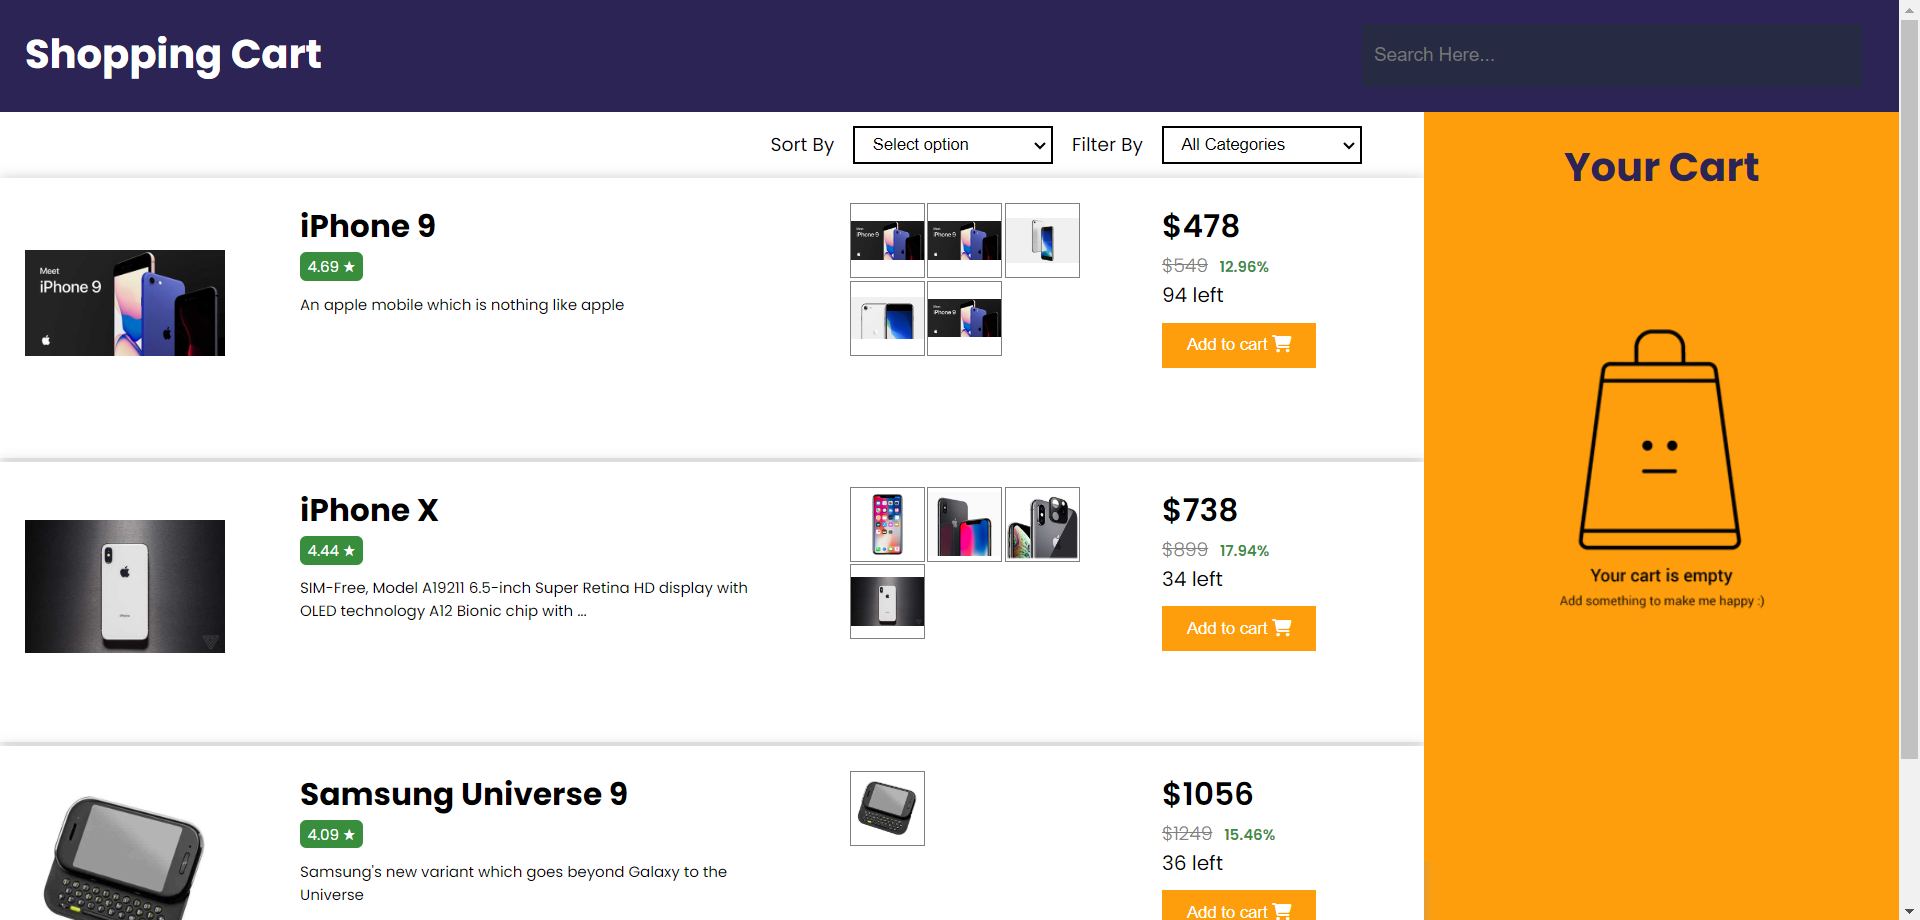 Shopping Cart
Search Here...
Sort By
Select option
Filter By
All Categories
Your Cart
Meet
iPhone 9
iPhone 9
4.69 ★
An apple mobile which is nothing like apple
$478
$549 12.96%
94 left
Add to cart
Your cart is empty
Add something to make me happy :)
iPhone X
4.44 ★
SIM-Free, Model A19211 6.5-inch Super Retina HD display with
OLED technology A12 Bionic chip with ...
$738
$899 17.94%
34 left
Add to cart
Samsung Universe 9
4.09 ★
Samsung's new variant which goes beyond Galaxy to the
Universe
$1056
$1249 15.46%
36 left
Add to cart